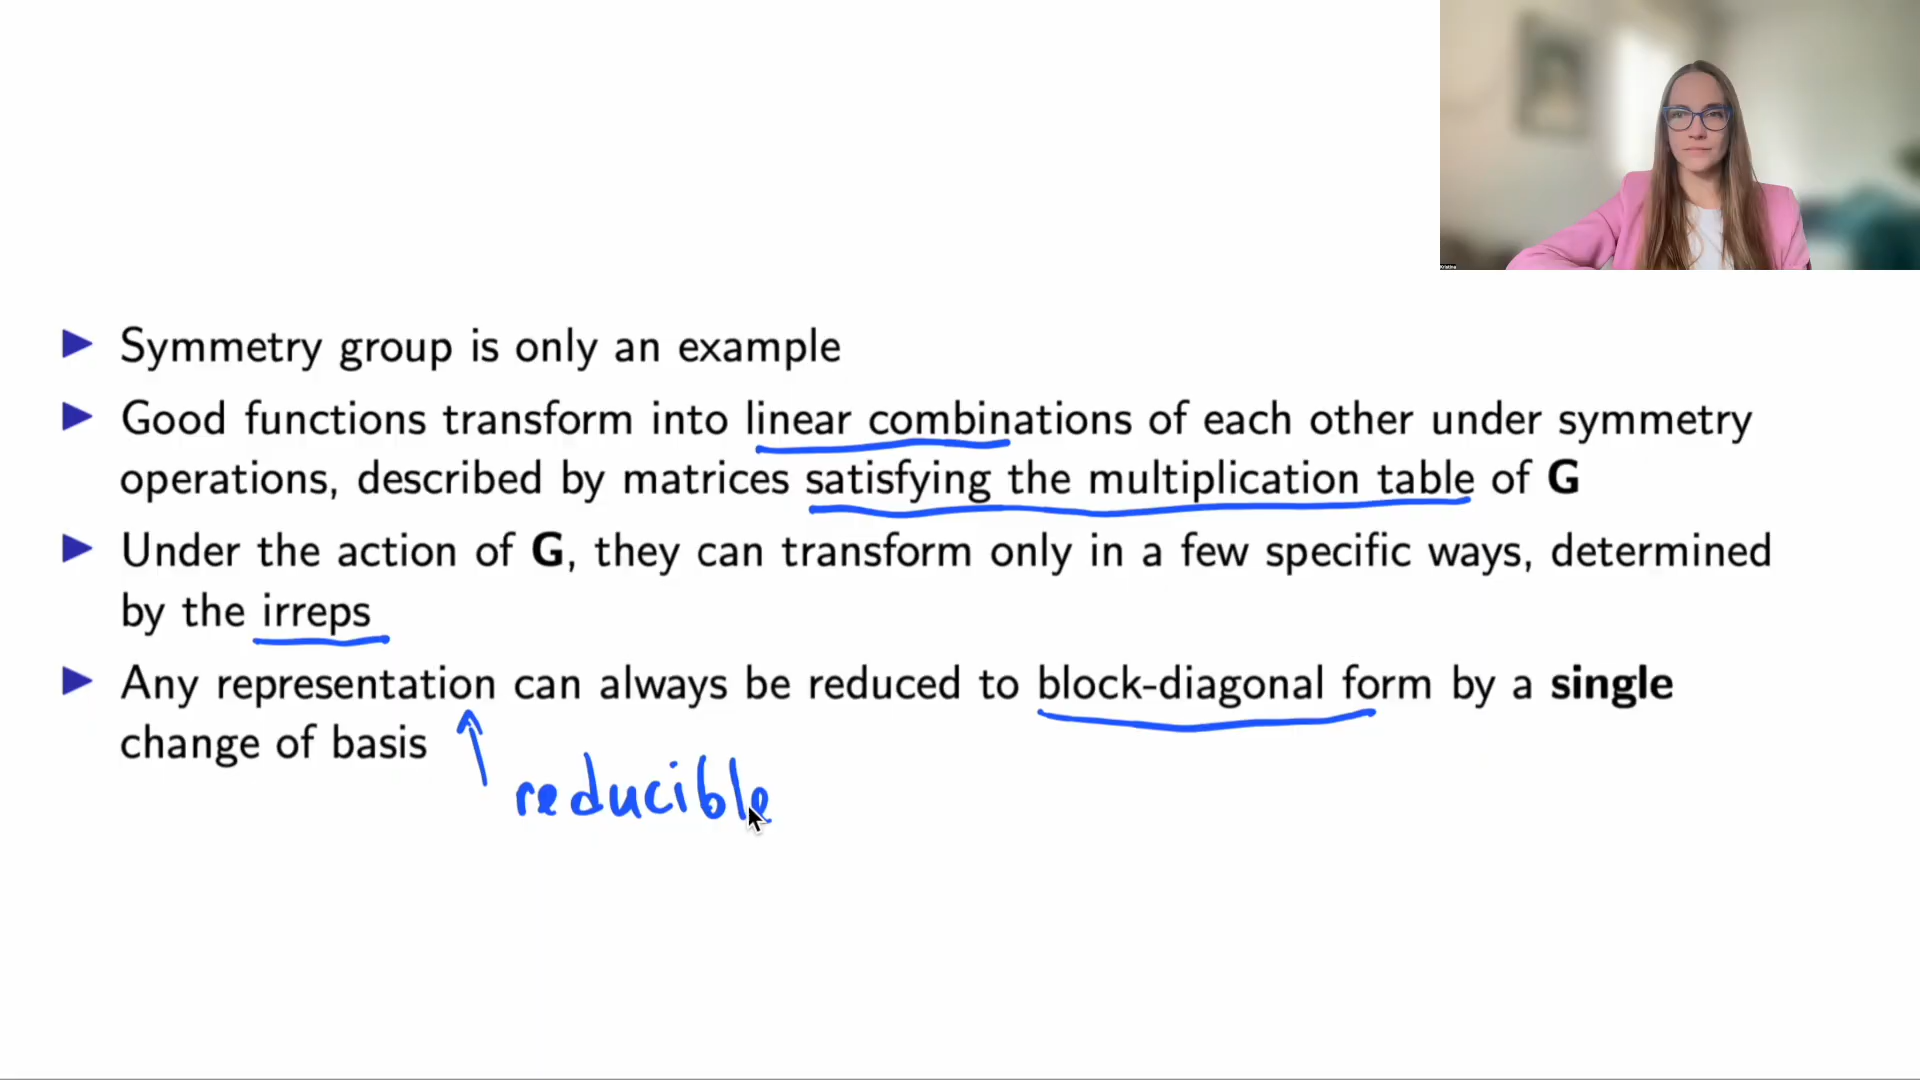 Kristina
Symmetry group is only an example
Good functions transform into linear combinations of each other under symmetry
operations, described by matrices satisfying the multiplication table of G
Under the action of G, they can transform only in a few specific ways, determined
by the irreps
Any representation can always be reduced to block-diagonal form by a single
change of basis
reducible